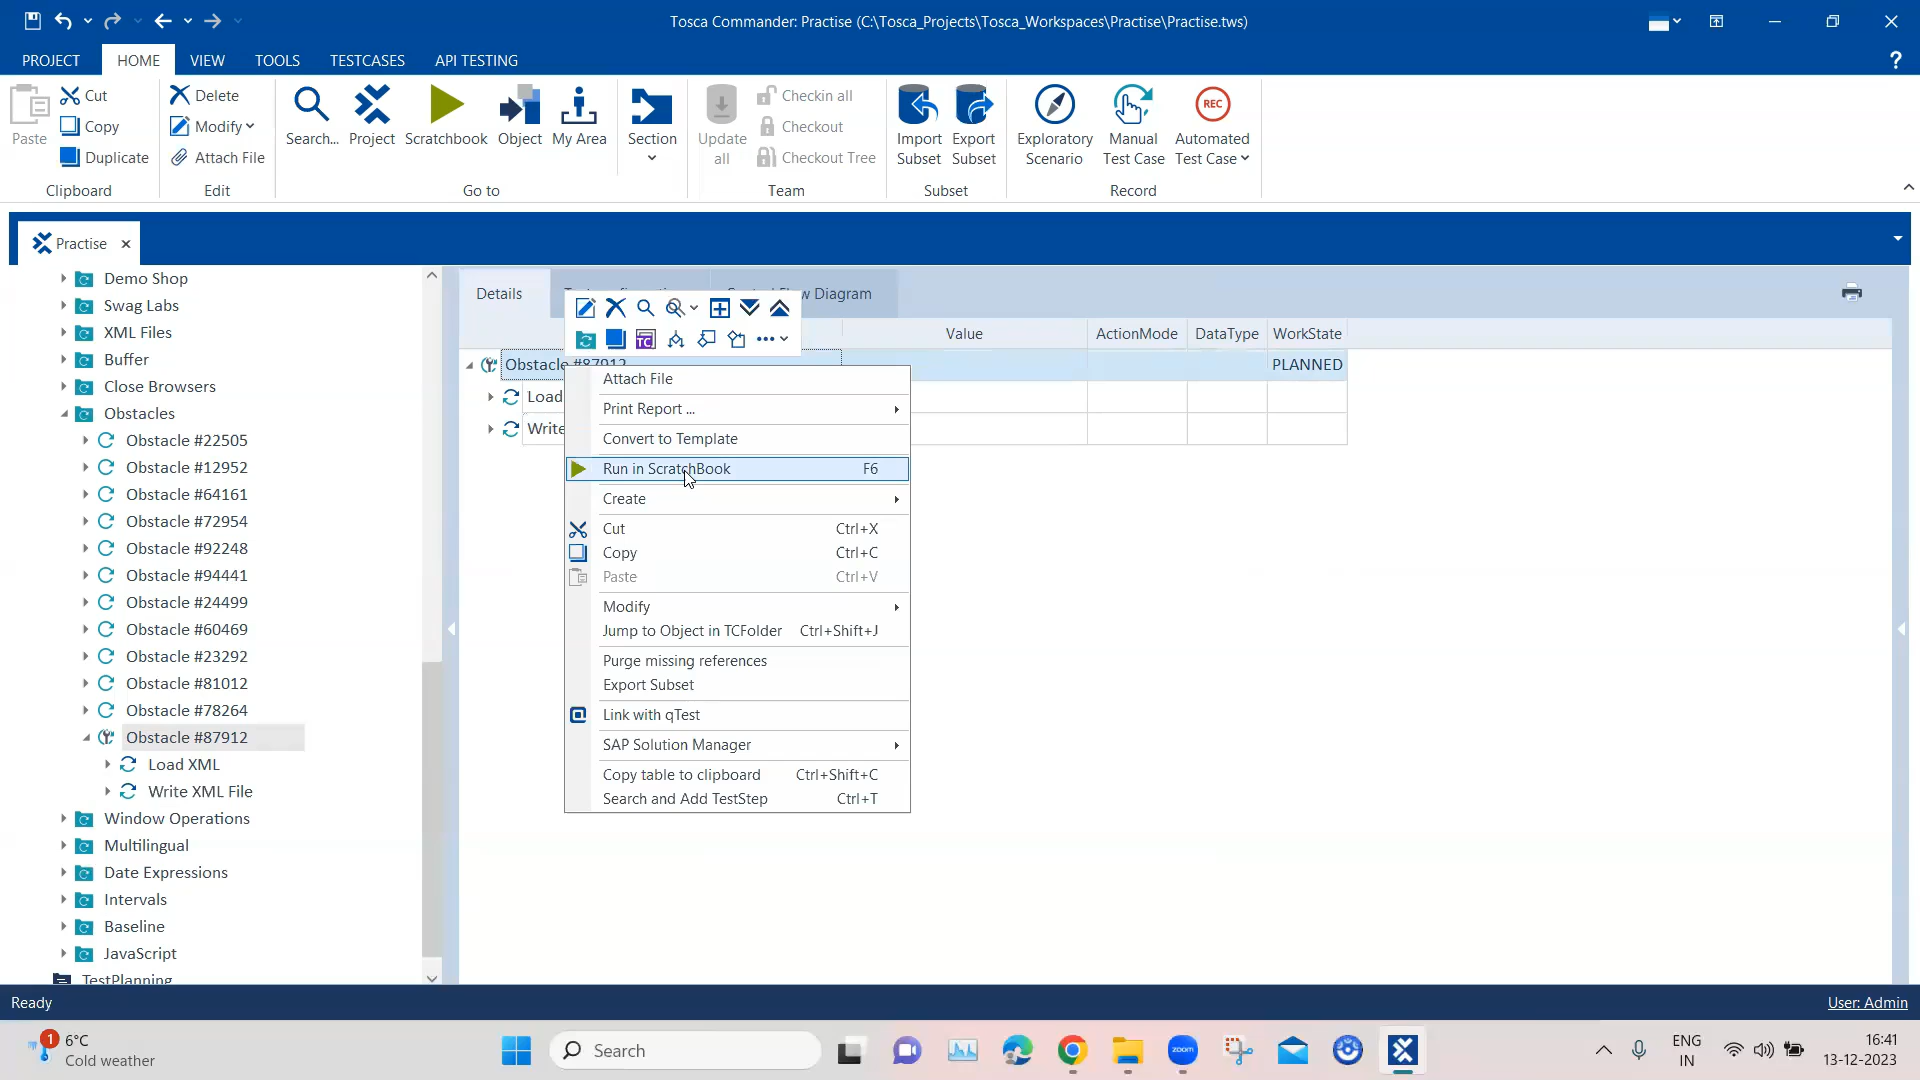 Tosca Commander: Practise (C:\Tosca_Projects\Tosca_Workspaces\Practise\Practise.tws)
PROJECT HOME VIEW TOOLS TESTCASES API TESTING ?
Paste
Cut
Copy
Duplicate
Clipboard
Delete
Modify
Attach File
Edit
Search...
Project
Scratchbook
Object
My Area
Go to
Section
Update all
Checkin all
Checkout
Checkout Tree
Team
Import Subset
Export Subset
Subset
Exploratory Scenario
Manual Test Case
REC
Automated Test Case
Record
Practise
Demo Shop
Swag Labs
XML Files
Buffer
Close Browsers
Obstacles
Obstacle #22505
Obstacle #12952
Obstacle #64161
Obstacle #72954
Obstacle #92248
Obstacle #94441
Obstacle #24499
Obstacle #60469
Obstacle #23292
Obstacle #81012
Obstacle #78264
Obstacle #87912
Load XML
Write XML File
Window Operations
Multilingual
Date Expressions
Intervals
Baseline
JavaScript
TestPlanning
Details
Diagram
Value ActionMode DataType WorkState
Obstacle #87912 PLANNED
Load
Write
TC
Attach File
Print Report ...
Convert to Template
Run in ScratchBook F6
Create
Cut Ctrl+X
Copy Ctrl+C
Paste Ctrl+V
Modify
Jump to Object in TCFolder Ctrl+Shift+J
Purge missing references
Export Subset
Link with qTest
SAP Solution Manager
Copy table to clipboard Ctrl+Shift+C
Search and Add TestStep Ctrl+T
Ready
User: Admin
1
6°C
Cold weather
Search
zoom
ENG
IN
16:41
13-12-2023